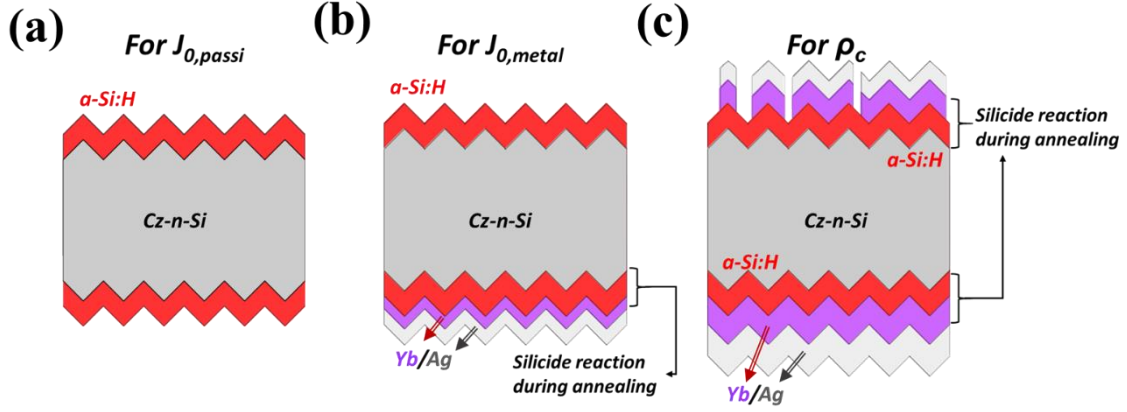 (a)
For J0,passi
a-Si:H
Cz-n-Si
(b)
For J0,metal
a-Si:H
Cz-n-Si
Yb/Ag
Silicide reaction
during annealing
(c)
For ρc
Silicide reaction
during annealing
a-Si:H
Cz-n-Si
a-Si:H
Yb/Ag